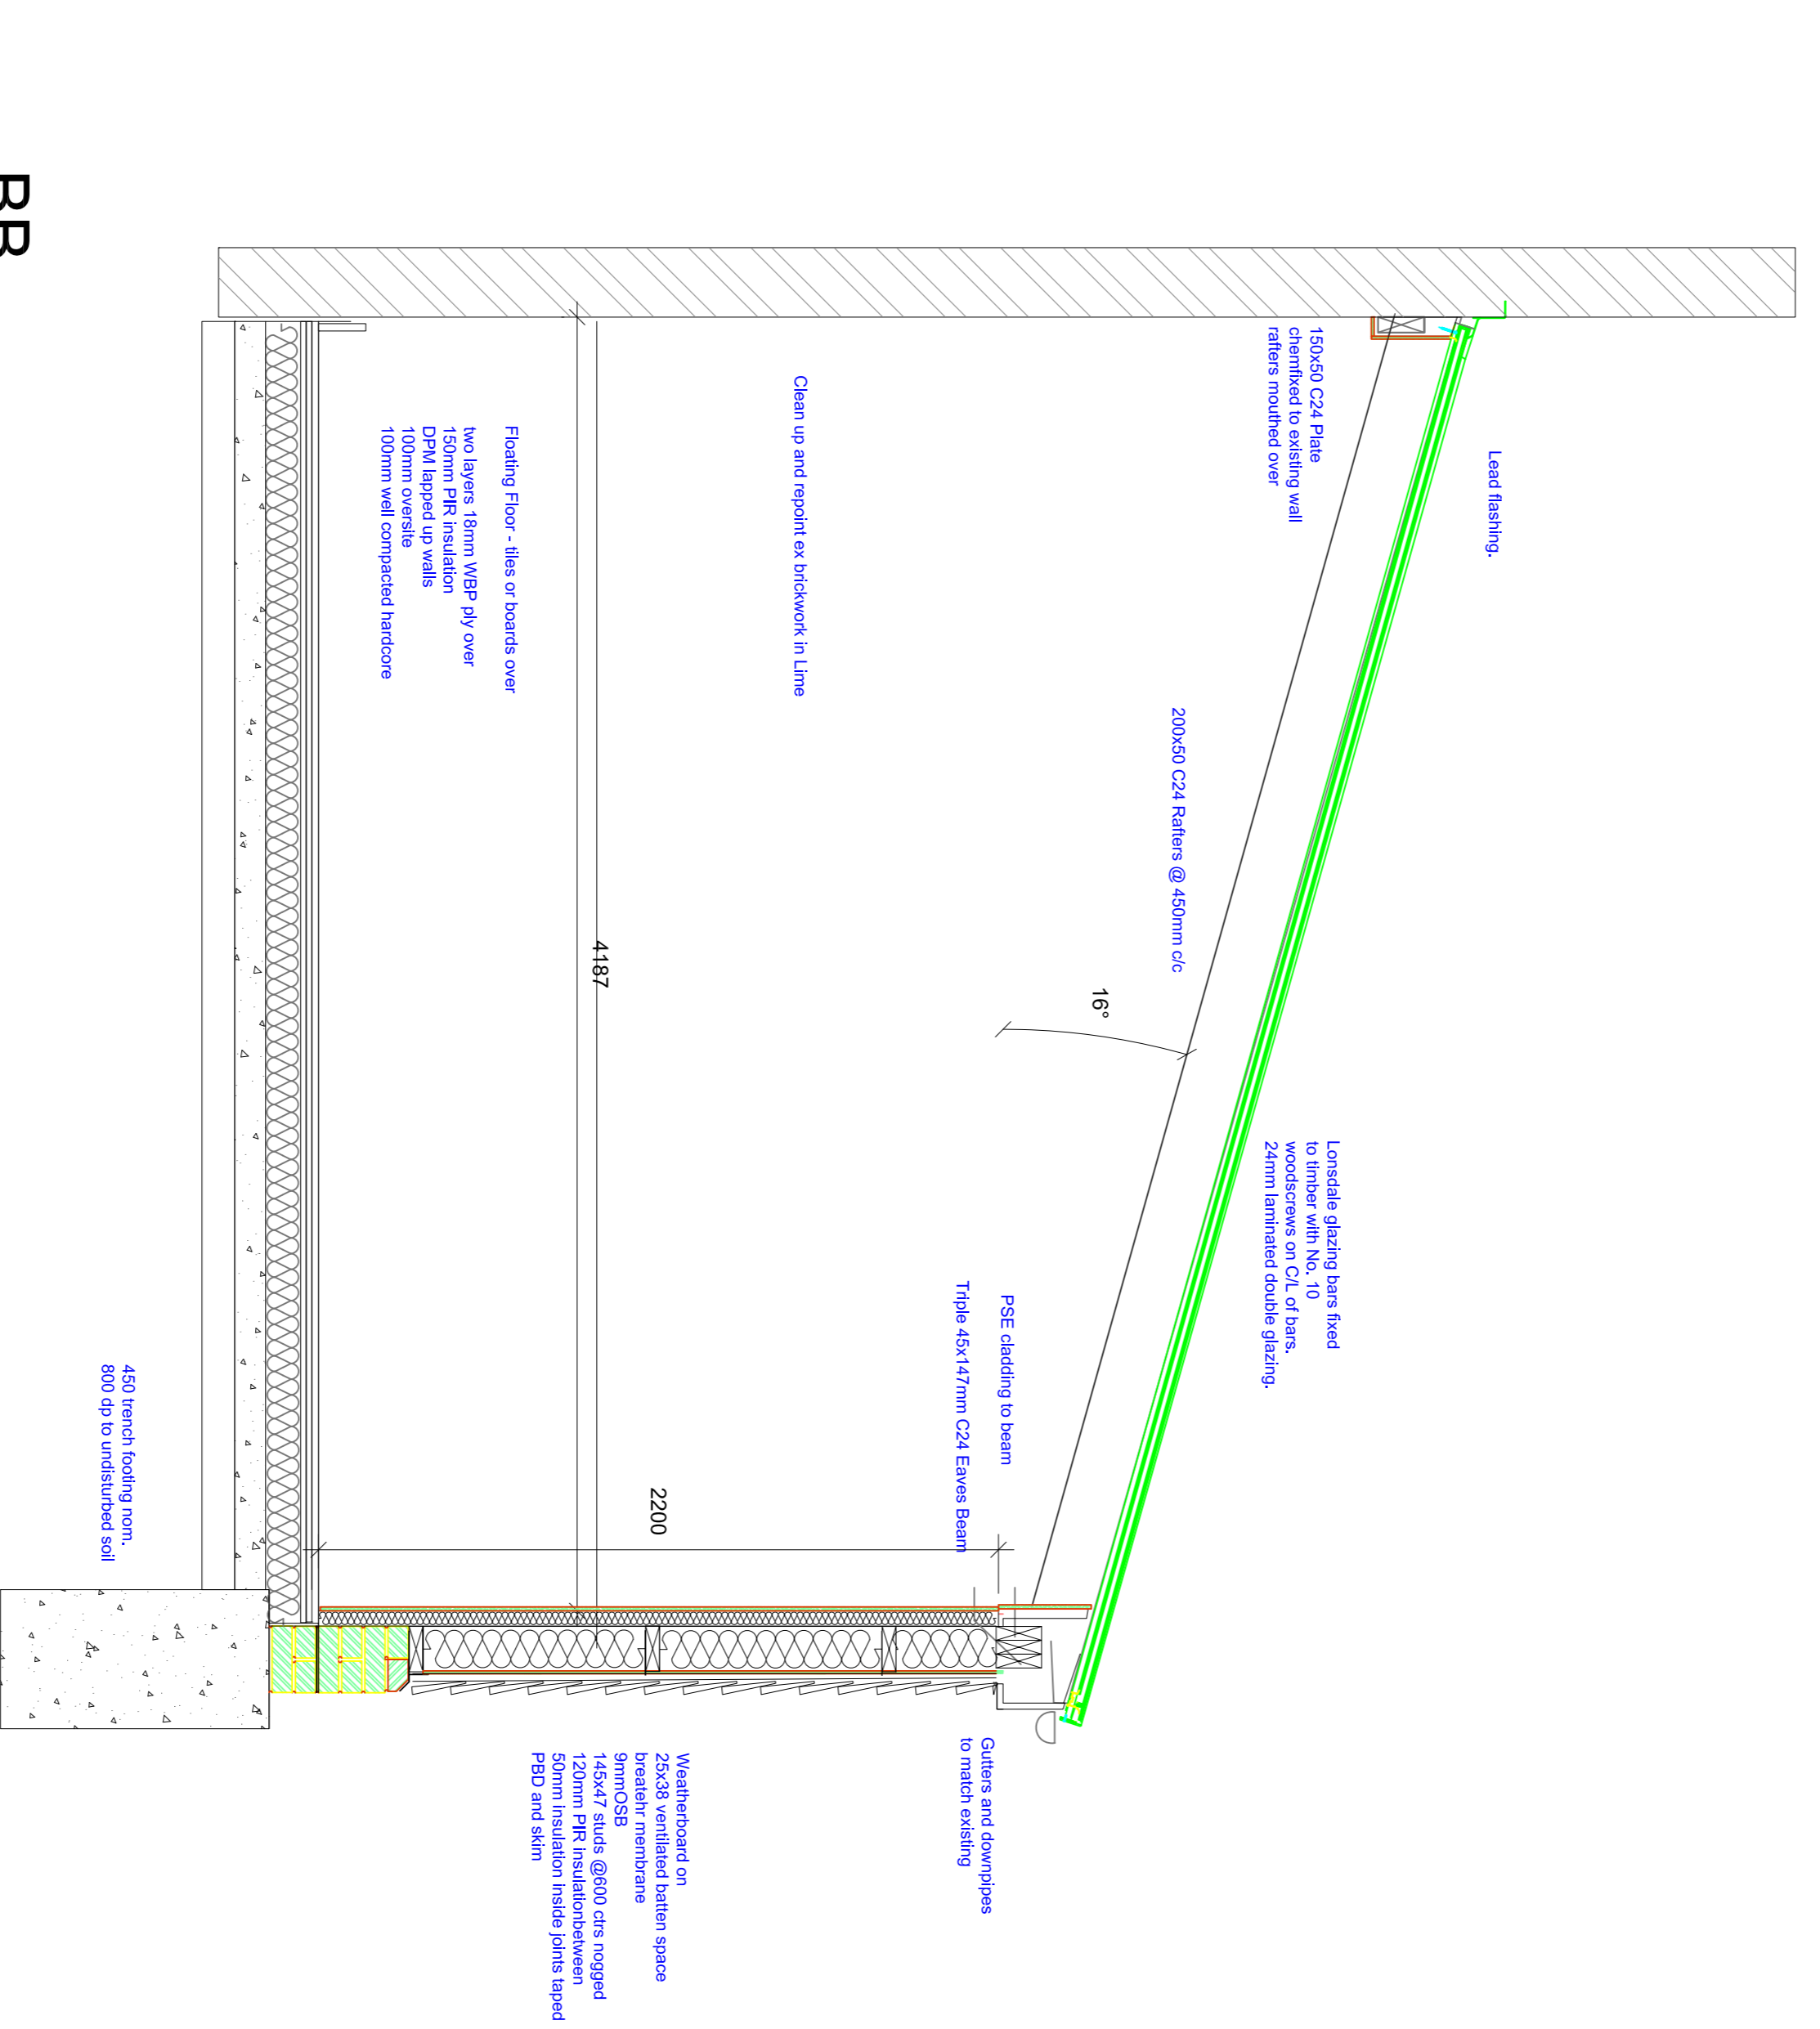 Lead flashing.
150x50 C24 Plate
chemfixed to existing wall
rafters mouthed over
Lonsdale glazing bars fixed
to timber with No. 10
woodscrews on C/L of bars.
24mm laminated double glazing.
200x50 C24 Rafters @ 450mm c/c
16°
PSE cladding to beam
Triple 45x147mm C24 Eaves Beam
Gutters and downpipes
to match existing
Clean up and repoint ex brickwork in Lime
2200
4187
Weatherboard on
25x38 ventilated batten space
breatehr membrane
9mmOSB
145x47 studs @600 ctrs nogged
120mm PIR insulationbetween
50mm insulation inside joints taped
PBD and skim
Floating Floor - tiles or boards over
two layers 18mm WBP ply over
150mm PIR insulation
DPM lapped up walls
100mm oversite
100mm well compacted hardcore
450 trench footing nom.
800 dp to undisturbed soil
BB